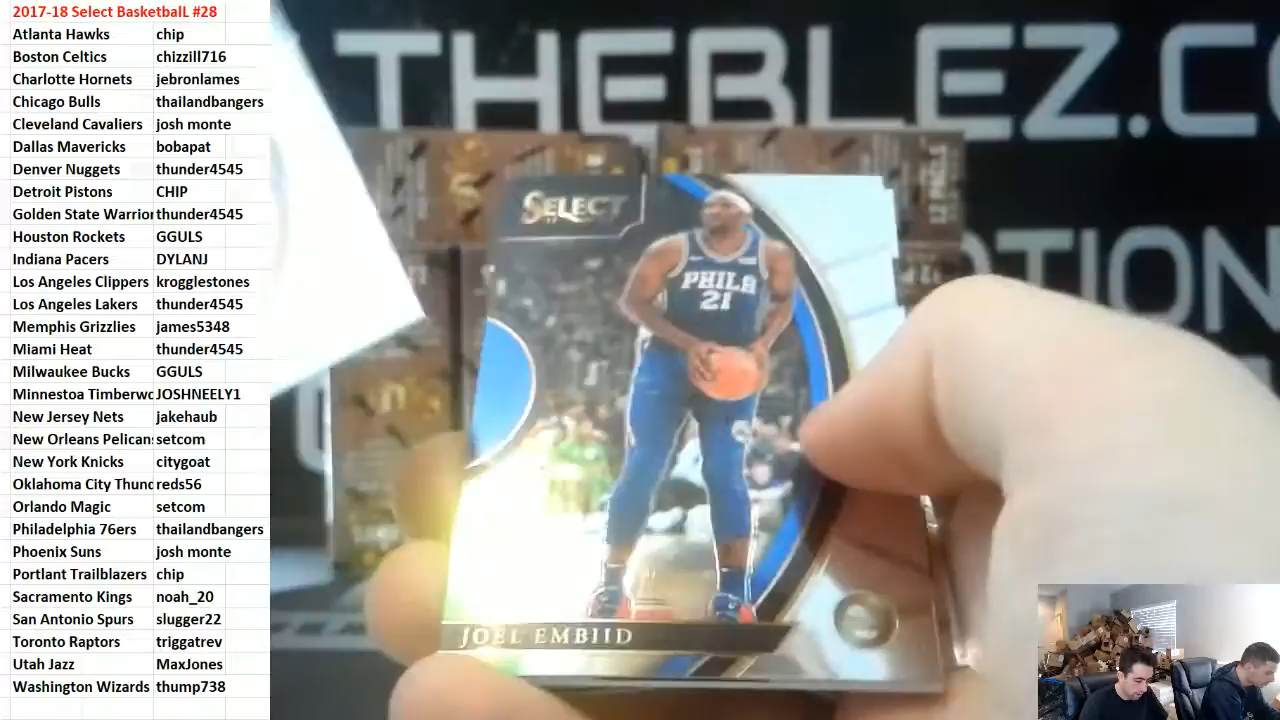 2017-18 Select BasketbalL #28
Atlanta Hawks chip
Boston Celtics chizzill716
Charlotte Hornets jebronlames
Chicago Bulls thailandbangers
Cleveland Cavaliers josh monte
Dallas Mavericks bobapat
Denver Nuggets thunder4545
Detroit Pistons CHIP
Golden State Warrior thunder4545
Houston Rockets GGULS
Indiana Pacers DYLANJ
Los Angeles Clippers krogglestones
Los Angeles Lakers thunder4545
Memphis Grizzlies james5348
Miami Heat thunder4545
Milwaukee Bucks GGULS
Minnestoa Timberwo JOSHNEELY1
New Jersey Nets jakehaub
New Orleans Pelicans setcom
New York Knicks citygoat
Oklahoma City Thund reds56
Orlando Magic setcom
Philadelphia 76ers thailandbangers
Phoenix Suns josh monte
Portlant Trailblazers chip
Sacramento Kings noah_20
San Antonio Spurs slugger22
Toronto Raptors triggatrev
Utah Jazz MaxJones
Washington Wizards thump738
THEBLEZ.CO
OTION
SELECT
PHILA
21
JOEL EMBIID